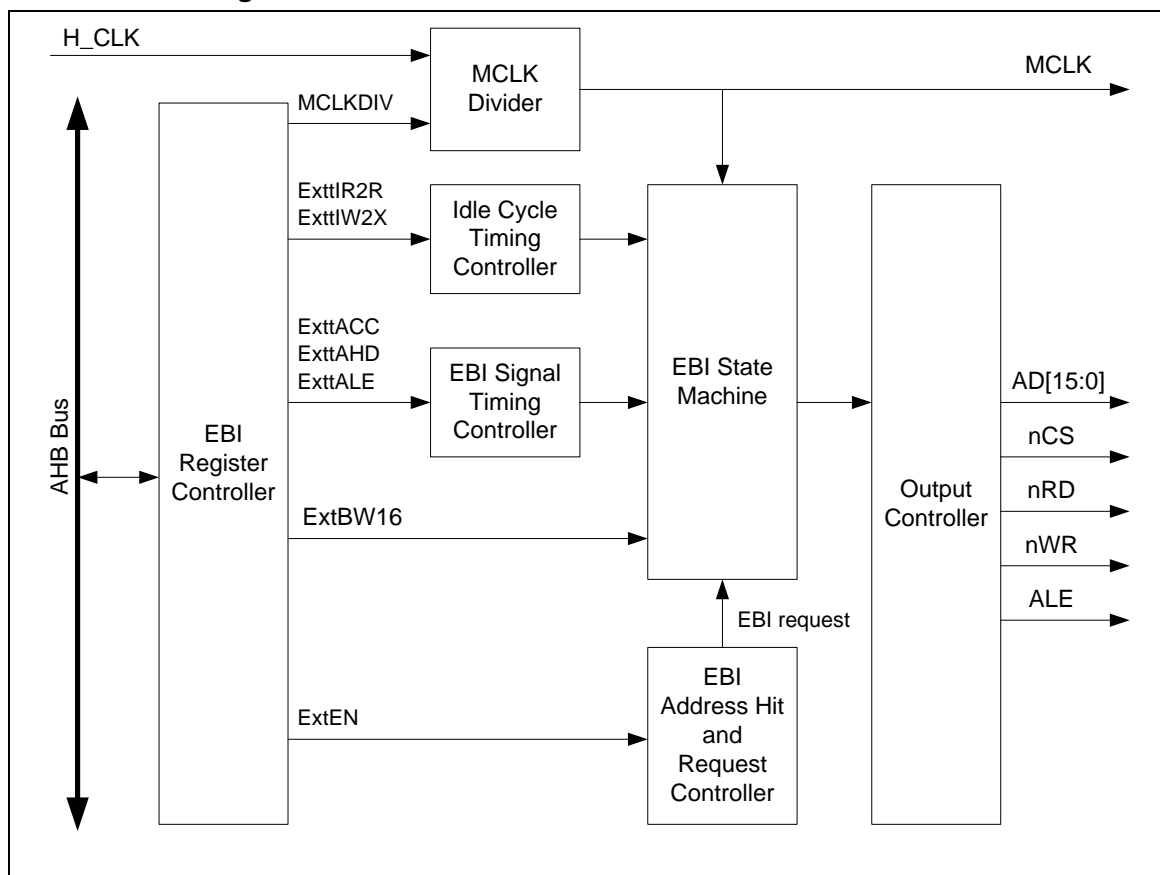 H_CLK
MCLK
Divider
MCLK
MCLKDIV
ExttIR2R
ExttIW2X
Idle Cycle
Timing
Controller
ExttACC
ExttAHD
ExttALE
EBI Signal
Timing
Controller
EBI State
Machine
AHB Bus
EBI
Register
Controller
ExtBW16
EBI request
ExtEN
EBI
Address Hit
and
Request
Controller
Output
Controller
AD[15:0]
nCS
nRD
nWR
ALE